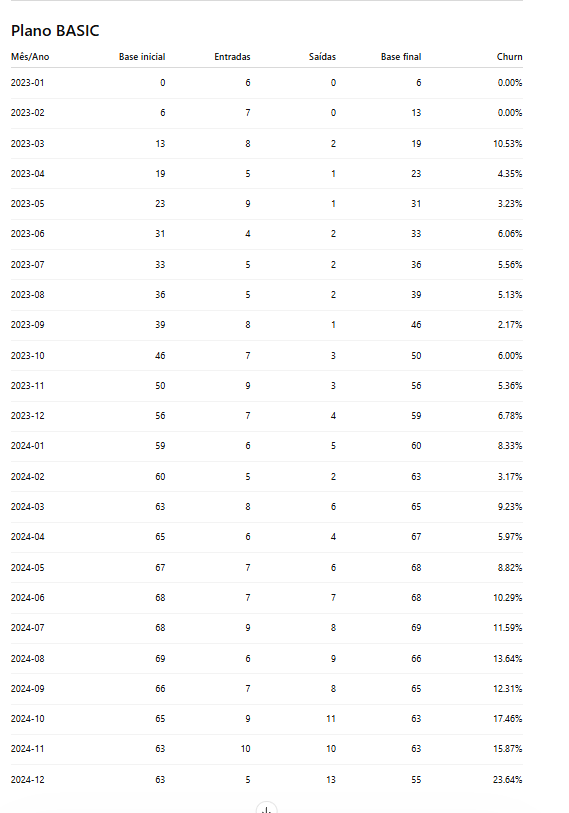 Plano BASIC
Mês/Ano Base inicial Entradas Saídas Base final Churn
2023-01 0 6 0 6 0.00%
2023-02 6 7 0 13 0.00%
2023-03 13 8 2 19 10.53%
2023-04 19 5 1 23 4.35%
2023-05 23 9 1 31 3.23%
2023-06 31 4 2 33 6.06%
2023-07 33 5 2 36 5.56%
2023-08 36 5 2 39 5.13%
2023-09 39 8 1 46 2.17%
2023-10 46 7 3 50 6.00%
2023-11 50 9 3 56 5.36%
2023-12 56 7 4 59 6.78%
2024-01 59 6 5 60 8.33%
2024-02 60 5 2 63 3.17%
2024-03 63 8 6 65 9.23%
2024-04 65 6 4 67 5.97%
2024-05 67 7 6 68 8.82%
2024-06 68 7 7 68 10.29%
2024-07 68 9 8 69 11.59%
2024-08 69 6 9 66 13.64%
2024-09 66 7 8 65 12.31%
2024-10 65 9 11 63 17.46%
2024-11 63 10 10 63 15.87%
2024-12 63 5 13 55 23.64%